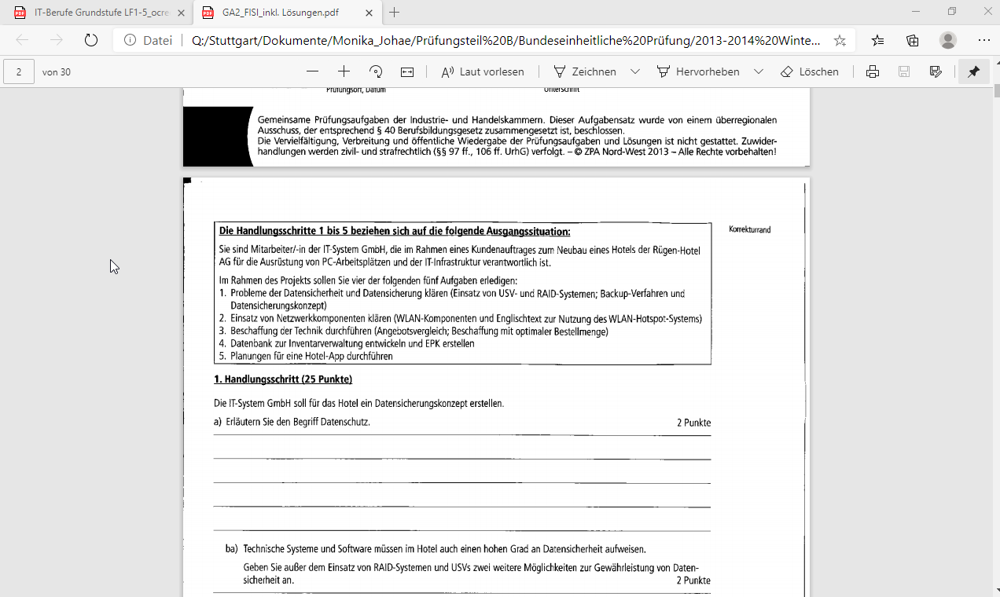 IT-Berufe Grundstufe LF1-5_ocre
GA2_FISI_inkl. Lösungen.pdf
Datei
Q:/Stuttgart/Dokumente/Monika_Johae/Prüfungsteil%20B/Bundeseinheitliche%20Prüfung/2013-2014%20Winte...
2 von 30
Laut vorlesen
Zeichnen
Hervorheben
Löschen
Prüfungsort, Datum
Unterschrift
Gemeinsame Prüfungsaufgaben der Industrie- und Handelskammern. Dieser Aufgabensatz wurde von einem überregionalen
Ausschuss, der entsprechend § 40 Berufsbildungsgesetz zusammengesetzt ist, beschlossen.
Die Vervielfältigung, Verbreitung und öffentliche Wiedergabe der Prüfungsaufgaben und Lösungen ist nicht gestattet. Zuwider-
handlungen werden zivil- und strafrechtlich (§§ 97 ff., 106 ff. UrhG) verfolgt. – © ZPA Nord-West 2013 – Alle Rechte vorbehalten!
Die Handlungsschritte 1 bis 5 beziehen sich auf die folgende Ausgangssituation:
Korrekturrand
Sie sind Mitarbeiter/-in der IT-System GmbH, die im Rahmen eines Kundenauftrages zum Neubau eines Hotels der Rügen-Hotel
AG für die Ausrüstung von PC-Arbeitsplätzen und der IT-Infrastruktur verantwortlich ist.
Im Rahmen des Projekts sollen Sie vier der folgenden fünf Aufgaben erledigen:
1. Probleme der Datensicherheit und Datensicherung klären (Einsatz von USV- und RAID-Systemen; Backup-Verfahren und
Datensicherungskonzept)
2. Einsatz von Netzwerkkomponenten klären (WLAN-Komponenten und Englischtext zur Nutzung des WLAN-Hotspot-Systems)
3. Beschaffung der Technik durchführen (Angebotsvergleich; Beschaffung mit optimaler Bestellmenge)
4. Datenbank zur Inventarverwaltung entwickeln und EPK erstellen
5. Planungen für eine Hotel-App durchführen
1. Handlungsschritt (25 Punkte)
Die IT-System GmbH soll für das Hotel ein Datensicherungskonzept erstellen.
a) Erläutern Sie den Begriff Datenschutz. 2 Punkte
ba) Technische Systeme und Software müssen im Hotel auch einen hohen Grad an Datensicherheit aufweisen.
Geben Sie außer dem Einsatz von RAID-Systemen und USVs zwei weitere Möglichkeiten zur Gewährleistung von Daten-
sicherheit an. 2 Punkte